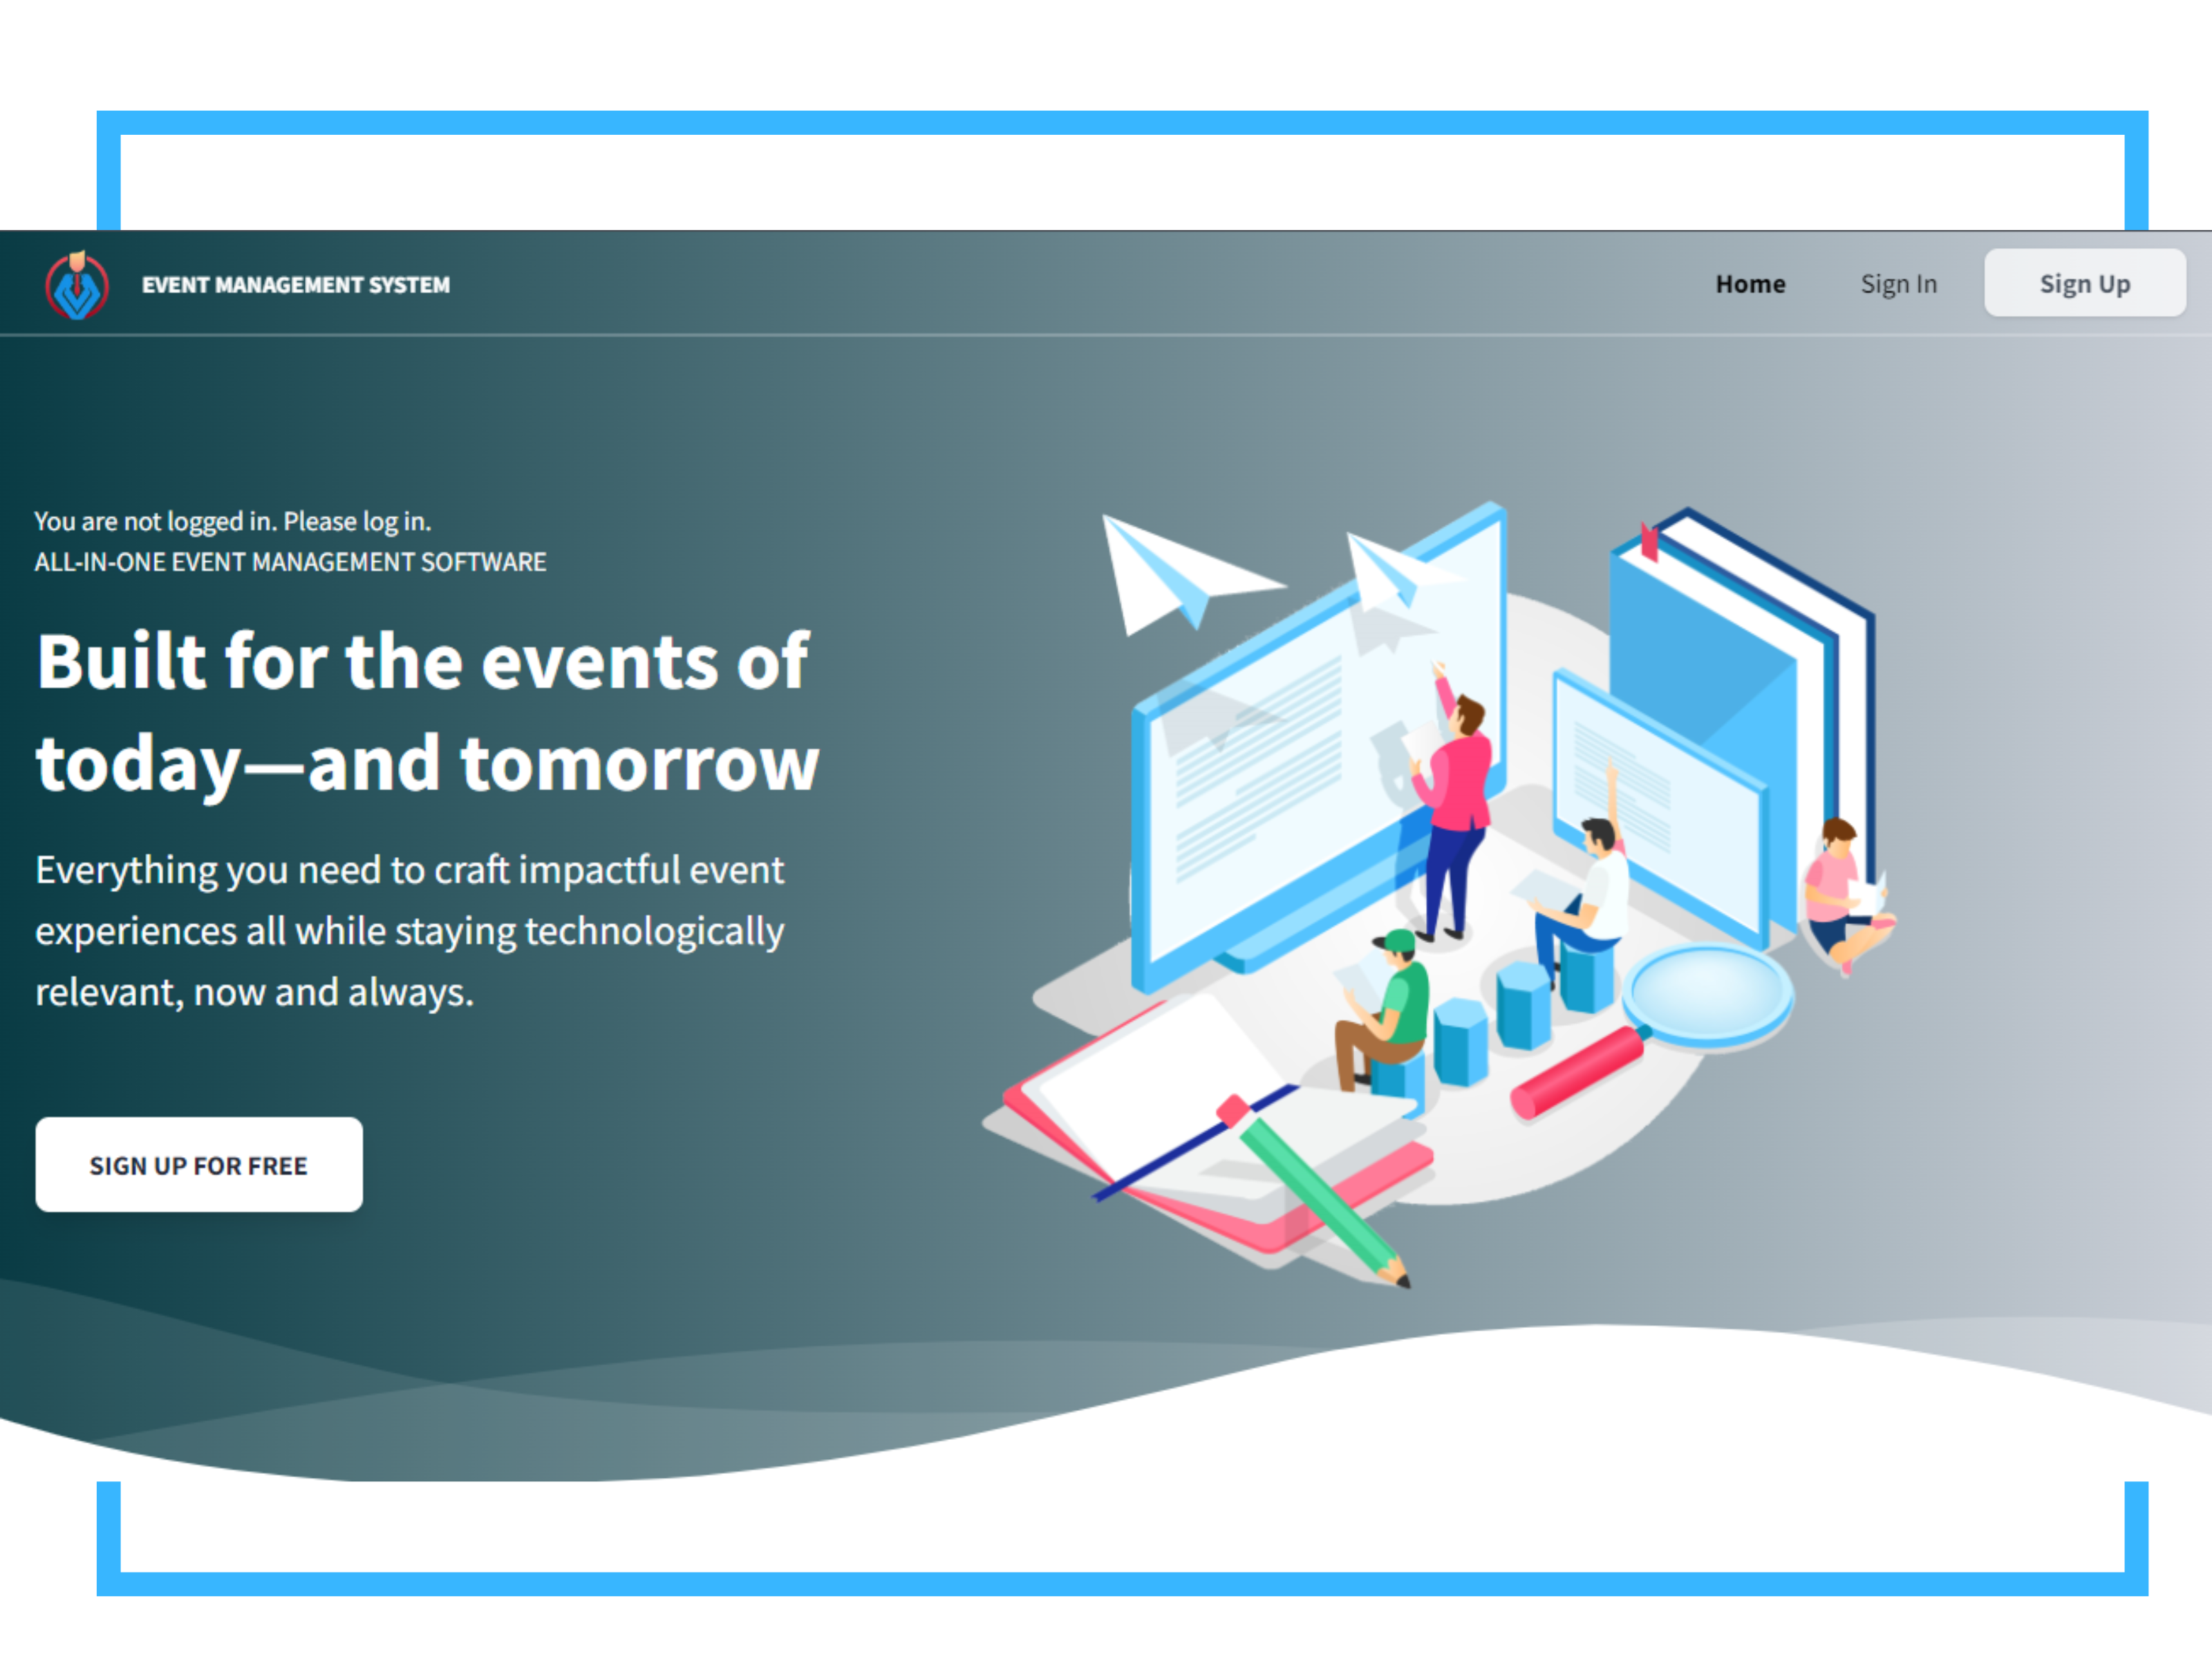 EVENT MANAGEMENT SYSTEM
Home
Sign In
Sign Up
You are not logged in. Please log in.
ALL-IN-ONE EVENT MANAGEMENT SOFTWARE
Built for the events of
today—and tomorrow
Everything you need to craft impactful event
experiences all while staying technologically
relevant, now and always.
SIGN UP FOR FREE